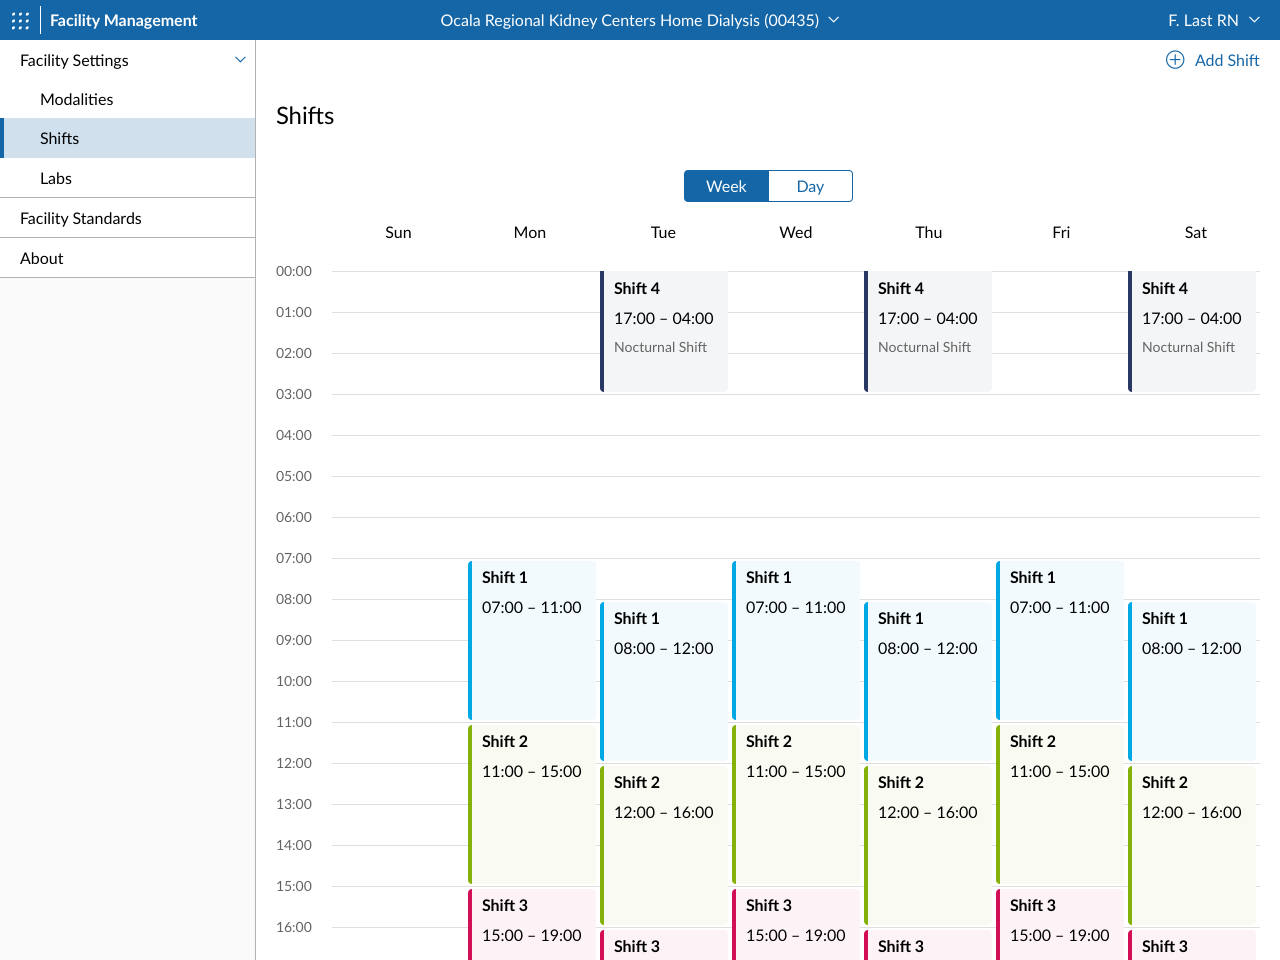 Facility Management
Ocala Regional Kidney Centers Home Dialysis (00435)
F. Last RN
Facility Settings
Modalities
Shifts
Labs
Facility Standards
About
Add Shift
Shifts
Week Day
Sun Mon Tue Wed Thu Fri Sat
00:00
Shift 4 Shift 4 Shift 4
01:00
17:00 – 04:00 17:00 – 04:00 17:00 – 04:00
Nocturnal Shift Nocturnal Shift Nocturnal Shift
02:00
03:00
04:00
05:00
06:00
07:00
Shift 1 Shift 1 Shift 1
08:00
07:00 – 11:00 07:00 – 11:00 07:00 – 11:00
Shift 1 Shift 1 Shift 1
09:00
08:00 – 12:00 08:00 – 12:00 08:00 – 12:00
10:00
11:00
Shift 2 Shift 2 Shift 2
12:00
11:00 – 15:00 11:00 – 15:00 11:00 – 15:00
Shift 2 Shift 2 Shift 2
13:00
12:00 – 16:00 12:00 – 16:00 12:00 – 16:00
14:00
15:00
Shift 3 Shift 3 Shift 3
16:00
15:00 – 19:00 15:00 – 19:00 15:00 – 19:00
Shift 3 Shift 3 Shift 3